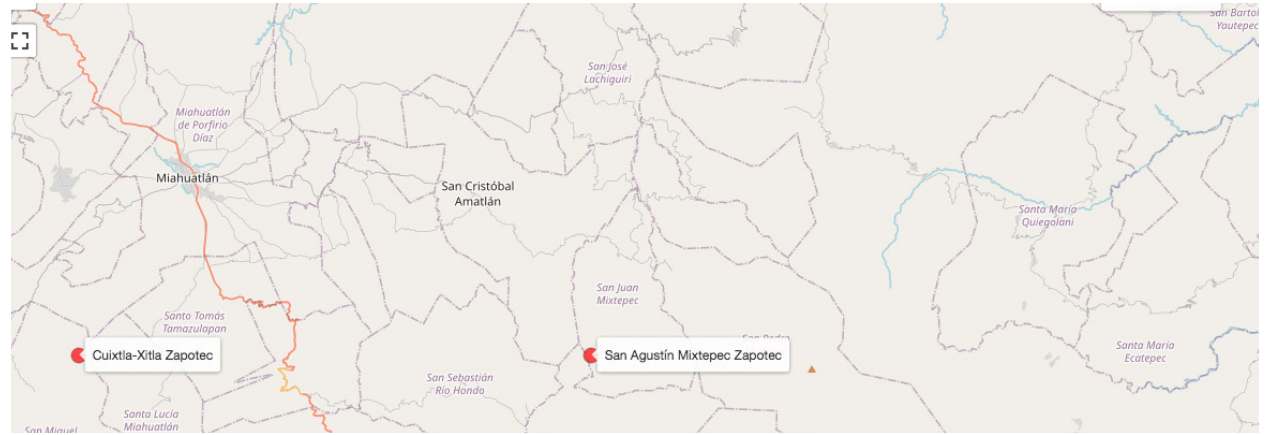 San Bartolo
Yautepec
San José
Lachiguiri
Miahuatlán
de Porfirio
Díaz
Miahuatlán
San Cristóbal
Amatlán
Santa María
Quiegolani
San Juan
Mixtepec
Santo Tomás
Tamazulapan
Cuixtla-Xitla Zapotec
San Agustín Mixtepec Zapotec
San Pedro
Santa María
Ecatepec
San Sebastián
Río Hondo
Santa Lucía
Miahuatlán
San Miguel